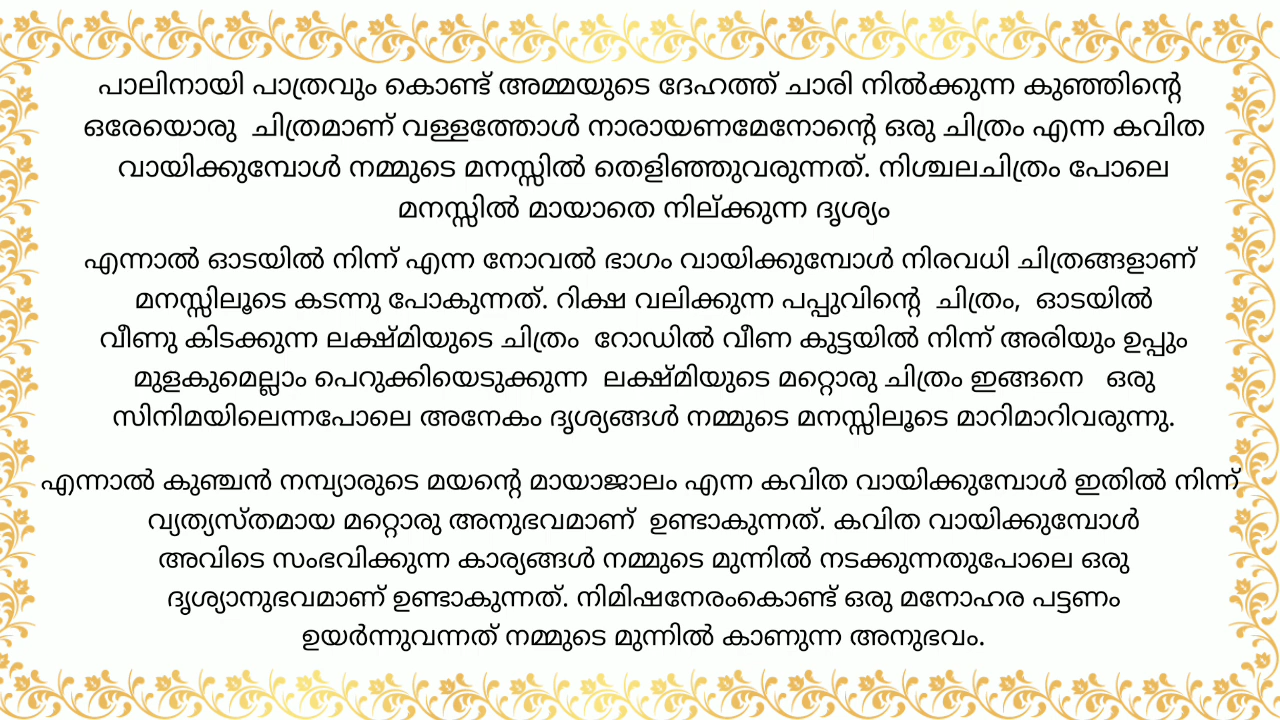 പാലിനായി പാത്രവും കൊണ്ട് അമ്മയുടെ ദേഹത്ത് ചാരി നിൽക്കുന്ന കുഞ്ഞിന്റെ
ഒരേയൊരു ചിത്രമാണ് വള്ളത്തോൾ നാരായണമേനോന്റെ ഒരു ചിത്രം എന്ന കവിത
വായിക്കുമ്പോൾ നമ്മുടെ മനസ്സിൽ തെളിഞ്ഞുവരുന്നത്. നിശ്ചലചിത്രം പോലെ
മനസ്സിൽ മായാതെ നില്ക്കുന്ന ദൃശ്യം
എന്നാൽ ഓടയിൽ നിന്ന് എന്ന നോവൽ ഭാഗം വായിക്കുമ്പോൾ നിരവധി ചിത്രങ്ങളാണ്
മനസ്സിലൂടെ കടന്നു പോകുന്നത്. റിക്ഷ വലിക്കുന്ന പപ്പുവിന്റെ ചിത്രം, ഓടയിൽ
വീണു കിടക്കുന്ന ലക്ഷ്മിയുടെ ചിത്രം റോഡിൽ വീണ കുട്ടയിൽ നിന്ന് അരിയും ഉപ്പും
മുളകുമെല്ലാം പെറുക്കിയെടുക്കുന്ന ലക്ഷ്മിയുടെ മറ്റൊരു ചിത്രം ഇങ്ങനെ ഒരു
സിനിമയിലെന്നപോലെ അനേകം ദൃശ്യങ്ങൾ നമ്മുടെ മനസ്സിലൂടെ മാറിമാറിവരുന്നു.
എന്നാൽ കുഞ്ചൻ നമ്പ്യാരുടെ മയന്റെ മായാജാലം എന്ന കവിത വായിക്കുമ്പോൾ ഇതിൽ നിന്ന്
വ്യത്യസ്തമായ മറ്റൊരു അനുഭവമാണ് ഉണ്ടാകുന്നത്. കവിത വായിക്കുമ്പോൾ
അവിടെ സംഭവിക്കുന്ന കാര്യങ്ങൾ നമ്മുടെ മുന്നിൽ നടക്കുന്നതുപോലെ ഒരു
ദൃശ്യാനുഭവമാണ് ഉണ്ടാകുന്നത്. നിമിഷനേരംകൊണ്ട് ഒരു മനോഹര പട്ടണം
ഉയർന്നുവന്നത് നമ്മുടെ മുന്നിൽ കാണുന്ന അനുഭവം.